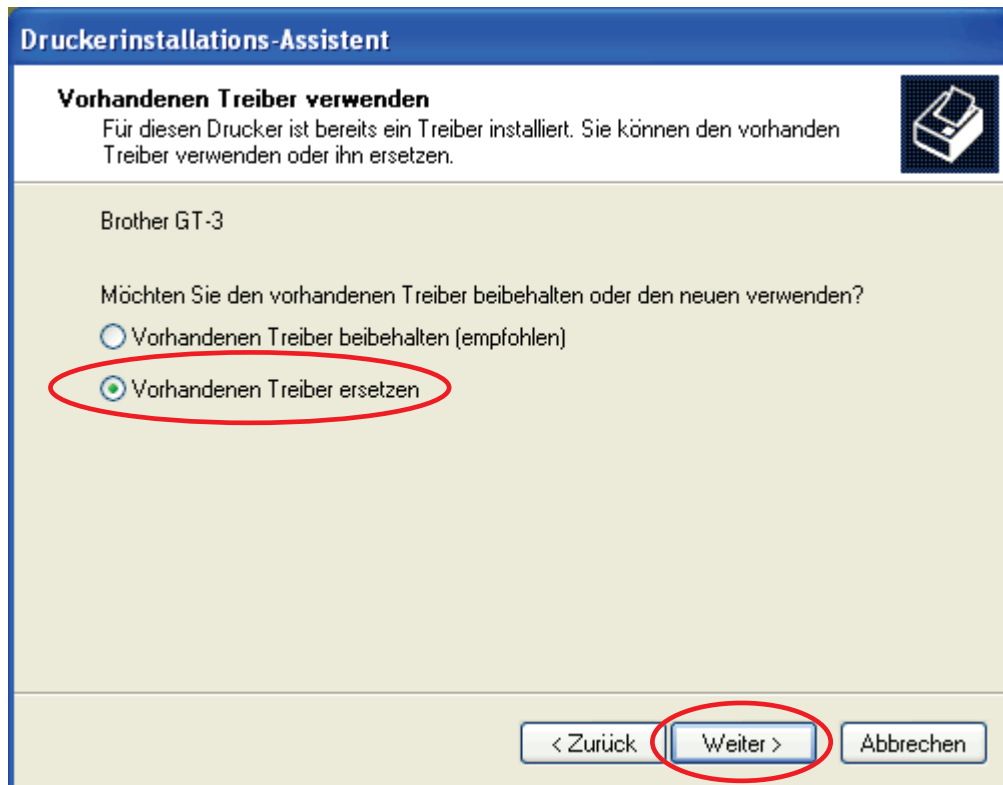 Druckerinstallations-Assistent
Vorhandenen Treiber verwenden
Für diesen Drucker ist bereits ein Treiber installiert. Sie können den vorhanden
Treiber verwenden oder ihn ersetzen.
Brother GT-3
Möchten Sie den vorhandenen Treiber beibehalten oder den neuen verwenden?
Vorhandenen Treiber beibehalten (empfohlen)
Vorhandenen Treiber ersetzen
< Zurück Weiter > Abbrechen